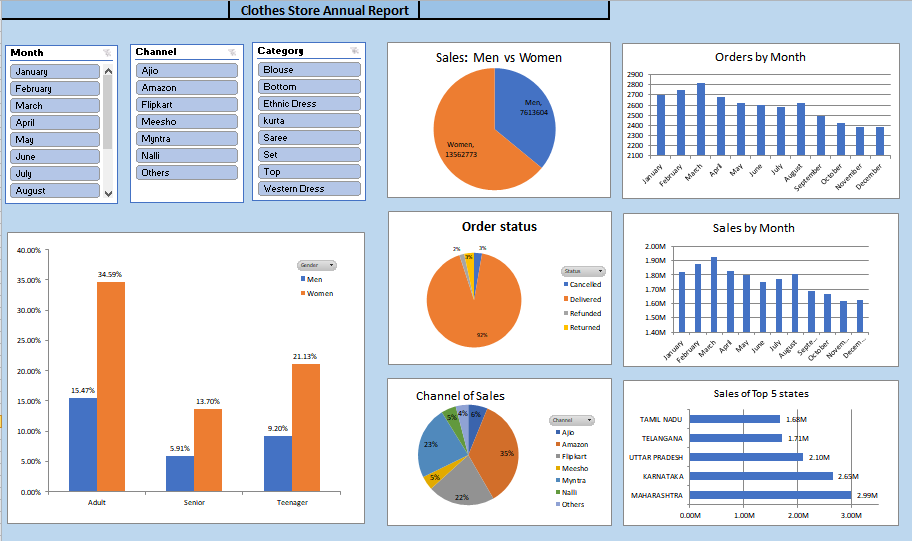 Clothes Store Annual Report
Month
January
February
March
April
May
June
July
August
Channel
Ajio
Amazon
Flipkart
Meesho
Myntra
Nalli
Others
Category
Blouse
Bottom
Ethnic Dress
kurta
Saree
Set
Top
Western Dress
Sales: Men vs Women
Men,
7613604
Women,
13562773
Orders by Month
2900
2800
2700
2600
2500
2400
2300
2200
2100
January
February
March
April
May
June
July
August
September
October
November
December
40.00%
35.00%
30.00%
25.00%
20.00%
15.00%
10.00%
5.00%
0.00%
15.47%
34.59%
5.91%
13.70%
9.20%
21.13%
Adult
Senior
Teenager
Gender
Men
Women
Order status
2%
3%
3%
92%
Status
Cancelled
Delivered
Refunded
Returned
Sales by Month
2.00M
1.90M
1.80M
1.70M
1.60M
1.50M
1.40M
January
February
March
April
May
June
July
August
Septe...
October
Novem...
Decem...
Channel of Sales
6%
35%
22%
5%
23%
5%
4%
Channel
Ajio
Amazon
Flipkart
Meesho
Myntra
Nalli
Others
Sales of Top 5 states
TAMIL NADU 1.68M
TELANGANA 1.71M
UTTAR PRADESH 2.10M
KARNATAKA 2.65M
MAHARASHTRA 2.99M
0.00M 1.00M 2.00M 3.00M